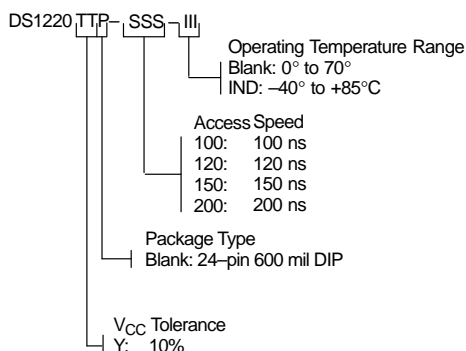 DS1220 TTP– SSS –III
Operating Temperature Range
Blank: 0° to 70°
IND: –40° to +85°C
Access Speed
100: 100 ns
120: 120 ns
150: 150 ns
200: 200 ns
Package Type
Blank: 24–pin 600 mil DIP
VCC Tolerance
Y: 10%